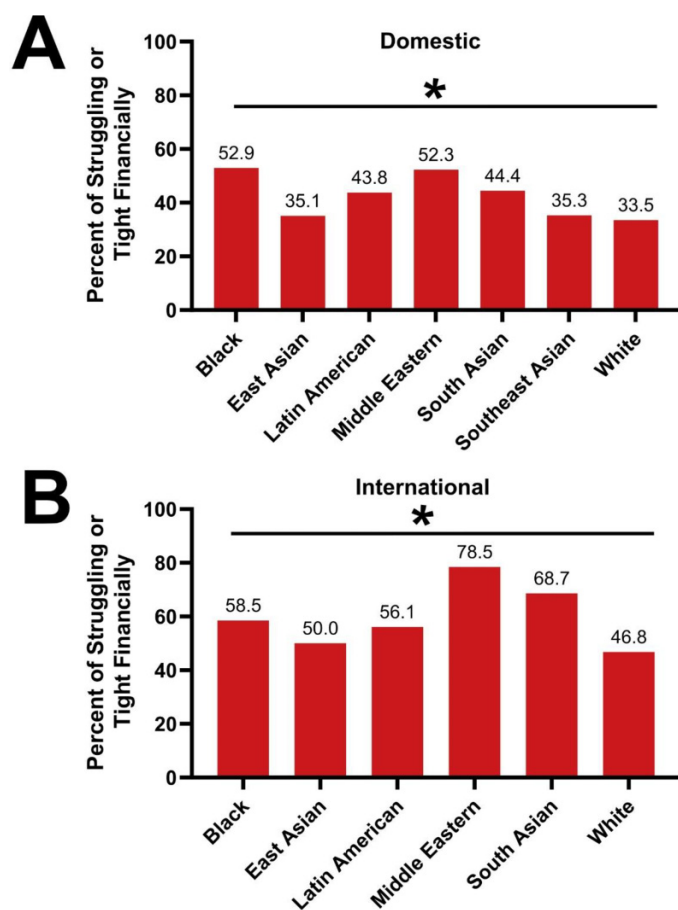 A
Domestic
Percent of Struggling or
Tight Financially
100
80
60
40
20
0
*
52.9
35.1
43.8
52.3
44.4
35.3
33.5
Black
East Asian
Latin American
Middle Eastern
South Asian
Southeast Asian
White
B
International
Percent of Struggling or
Tight Financially
100
80
60
40
20
0
*
58.5
50.0
56.1
78.5
68.7
46.8
Black
East Asian
Latin American
Middle Eastern
South Asian
White